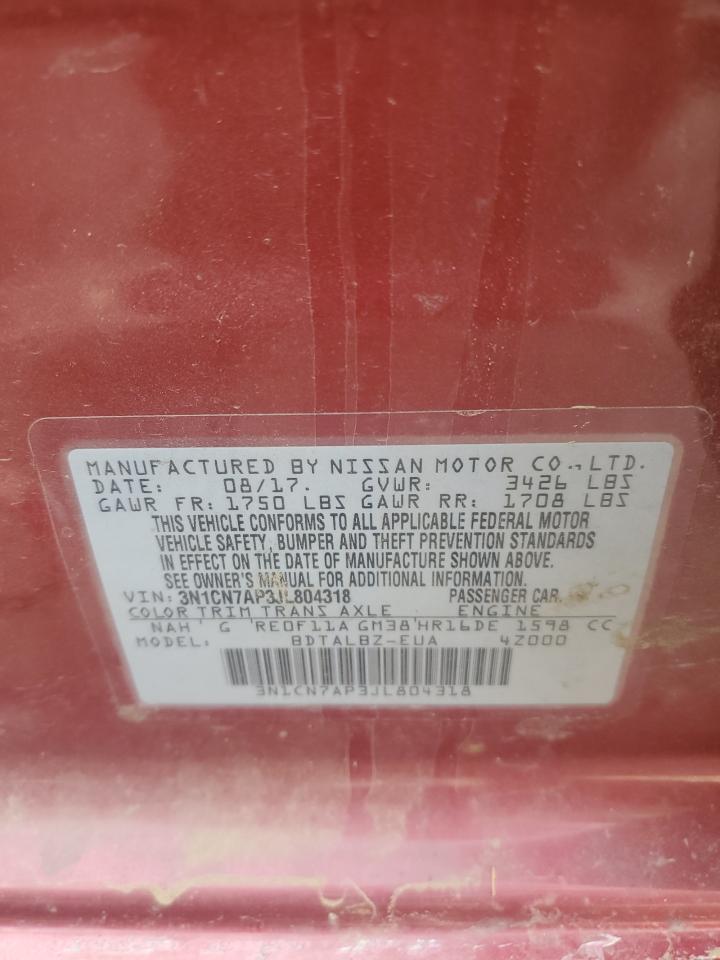 MANUFACTURED BY NISSAN MOTOR CO.,LTD.
DATE: 08/17. GVWR: 3426 LBS
GAWR FR: 1750 LBS GAWR RR: 1708 LBS
THIS VEHICLE CONFORMS TO ALL APPLICABLE FEDERAL MOTOR
VEHICLE SAFETY, BUMPER AND THEFT PREVENTION STANDARDS
IN EFFECT ON THE DATE OF MANUFACTURE SHOWN ABOVE.
SEE OWNER'S MANUAL FOR ADDITIONAL INFORMATION.
VIN: 3N1CN7AP3JL804318 PASSENGER CAR.
COLOR TRIM TRANS AXLE ENGINE
NAH G RE0F11A GM38 HR16DE 1598 CC
MODEL: BDTALBZ-EUA 4Z000
3N1CN7AP3JL804318